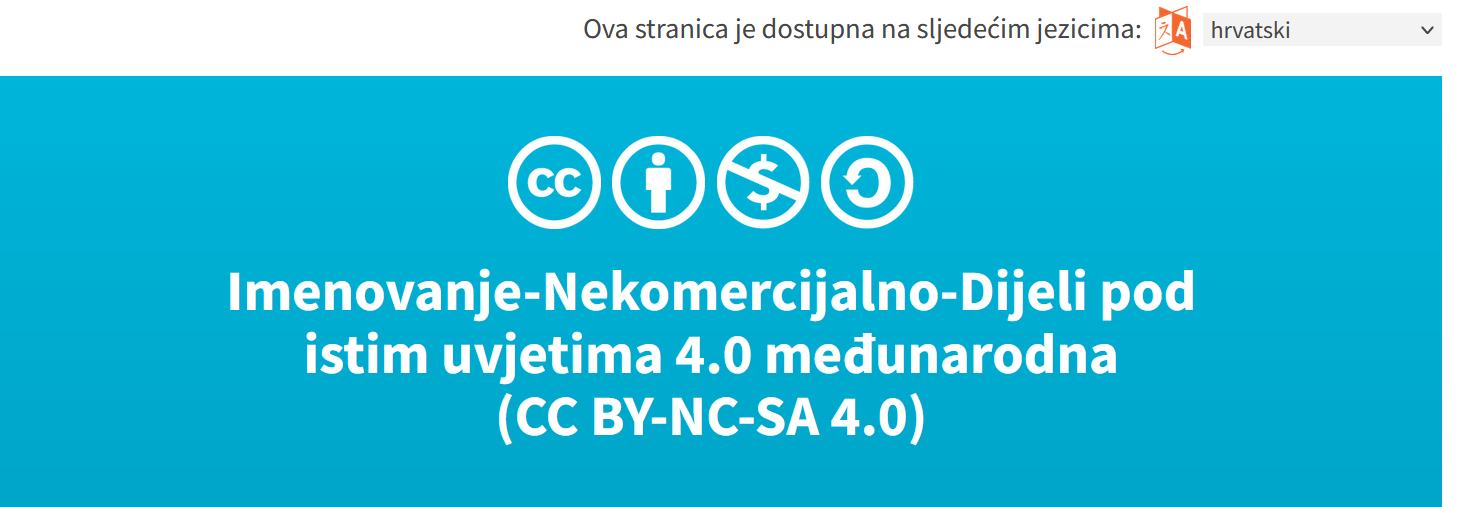 Ova stranica je dostupna na sljedećim jezicima:
hrvatski
cc
Imenovanje-Nekomercijalno-Dijeli pod
istim uvjetima 4.0 međunarodna
(CC BY-NC-SA 4.0)